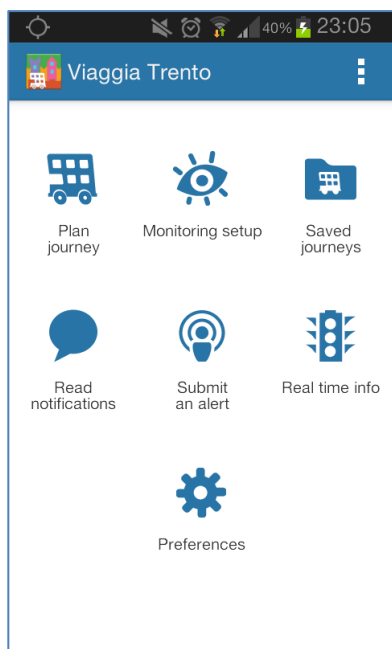 40% 23:05
Viaggia Trento
Plan
journey
Monitoring setup
Saved
journeys
Read
notifications
Submit
an alert
Real time info
Preferences